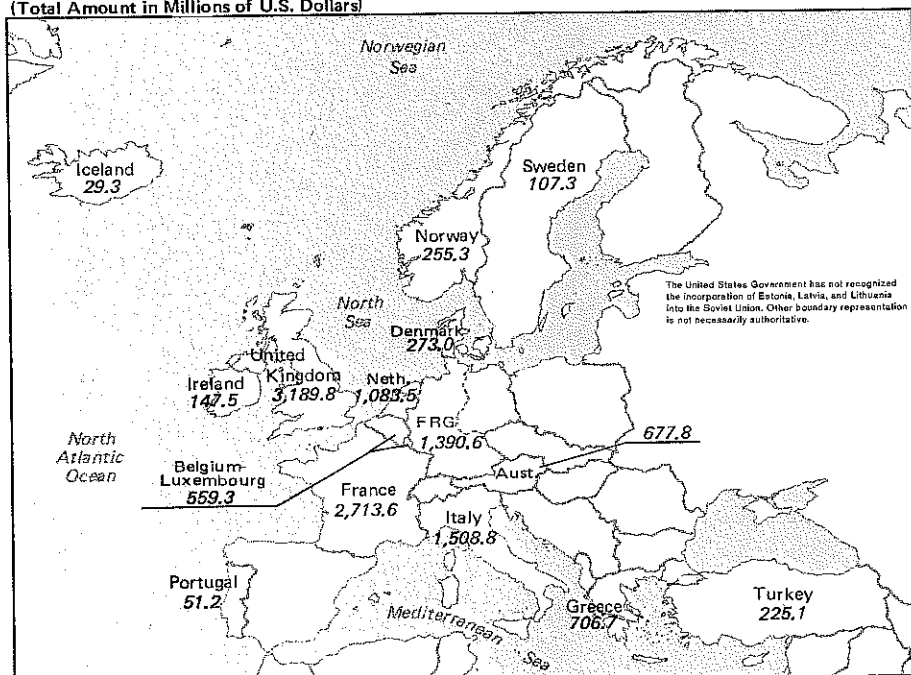 (Total Amount in Millions of U.S. Dollars)
Norwegian
Sea
Iceland
29.3
Sweden
107.3
Norway
255.3
The United States Government has not recognized
the incorporation of Estonia, Latvia, and Lithuania
into the Soviet Union. Other boundary representation
is not necessarily authoritative.
North
Sea
Denmark
273.0
United
Kingdom
3,189.8
Ireland
147.5
Neth.
1,083.5
FRG
1,390.6
677.8
Aust.
North
Atlantic
Ocean
Belgium-
Luxembourg
559.3
France
2,713.6
Italy
1,508.8
Portugal
51.2
Mediterranean
Sea
Greece
706.7
Turkey
225.1